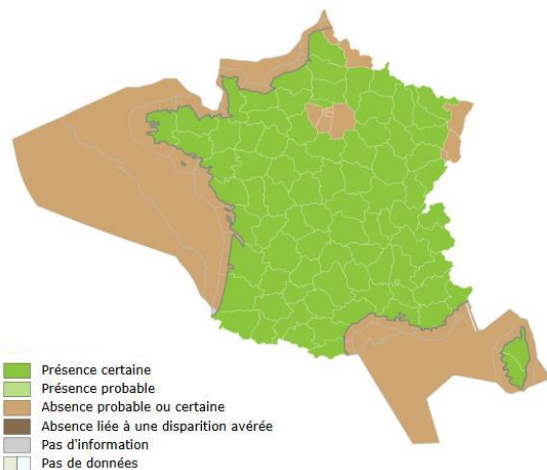 Présence certaine
Présence probable
Absence probable ou certaine
Absence liée à une disparition avérée
Pas d'information
Pas de données